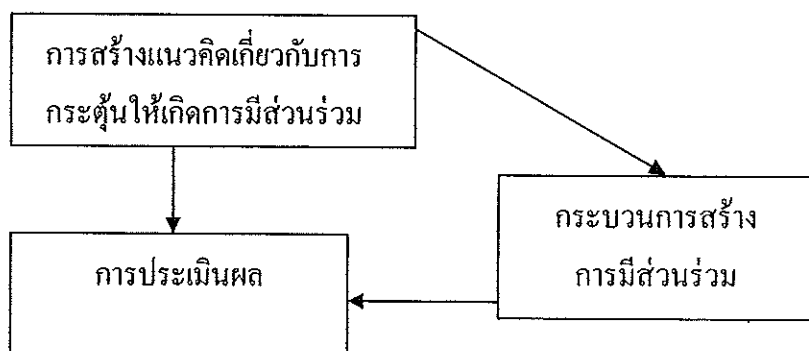 การสร้างแนวคิดเกี่ยวกับการ
กระตุ้นให้เกิดการมีส่วนร่วม
กระบวนการสร้าง
การมีส่วนร่วม
การประเมินผล